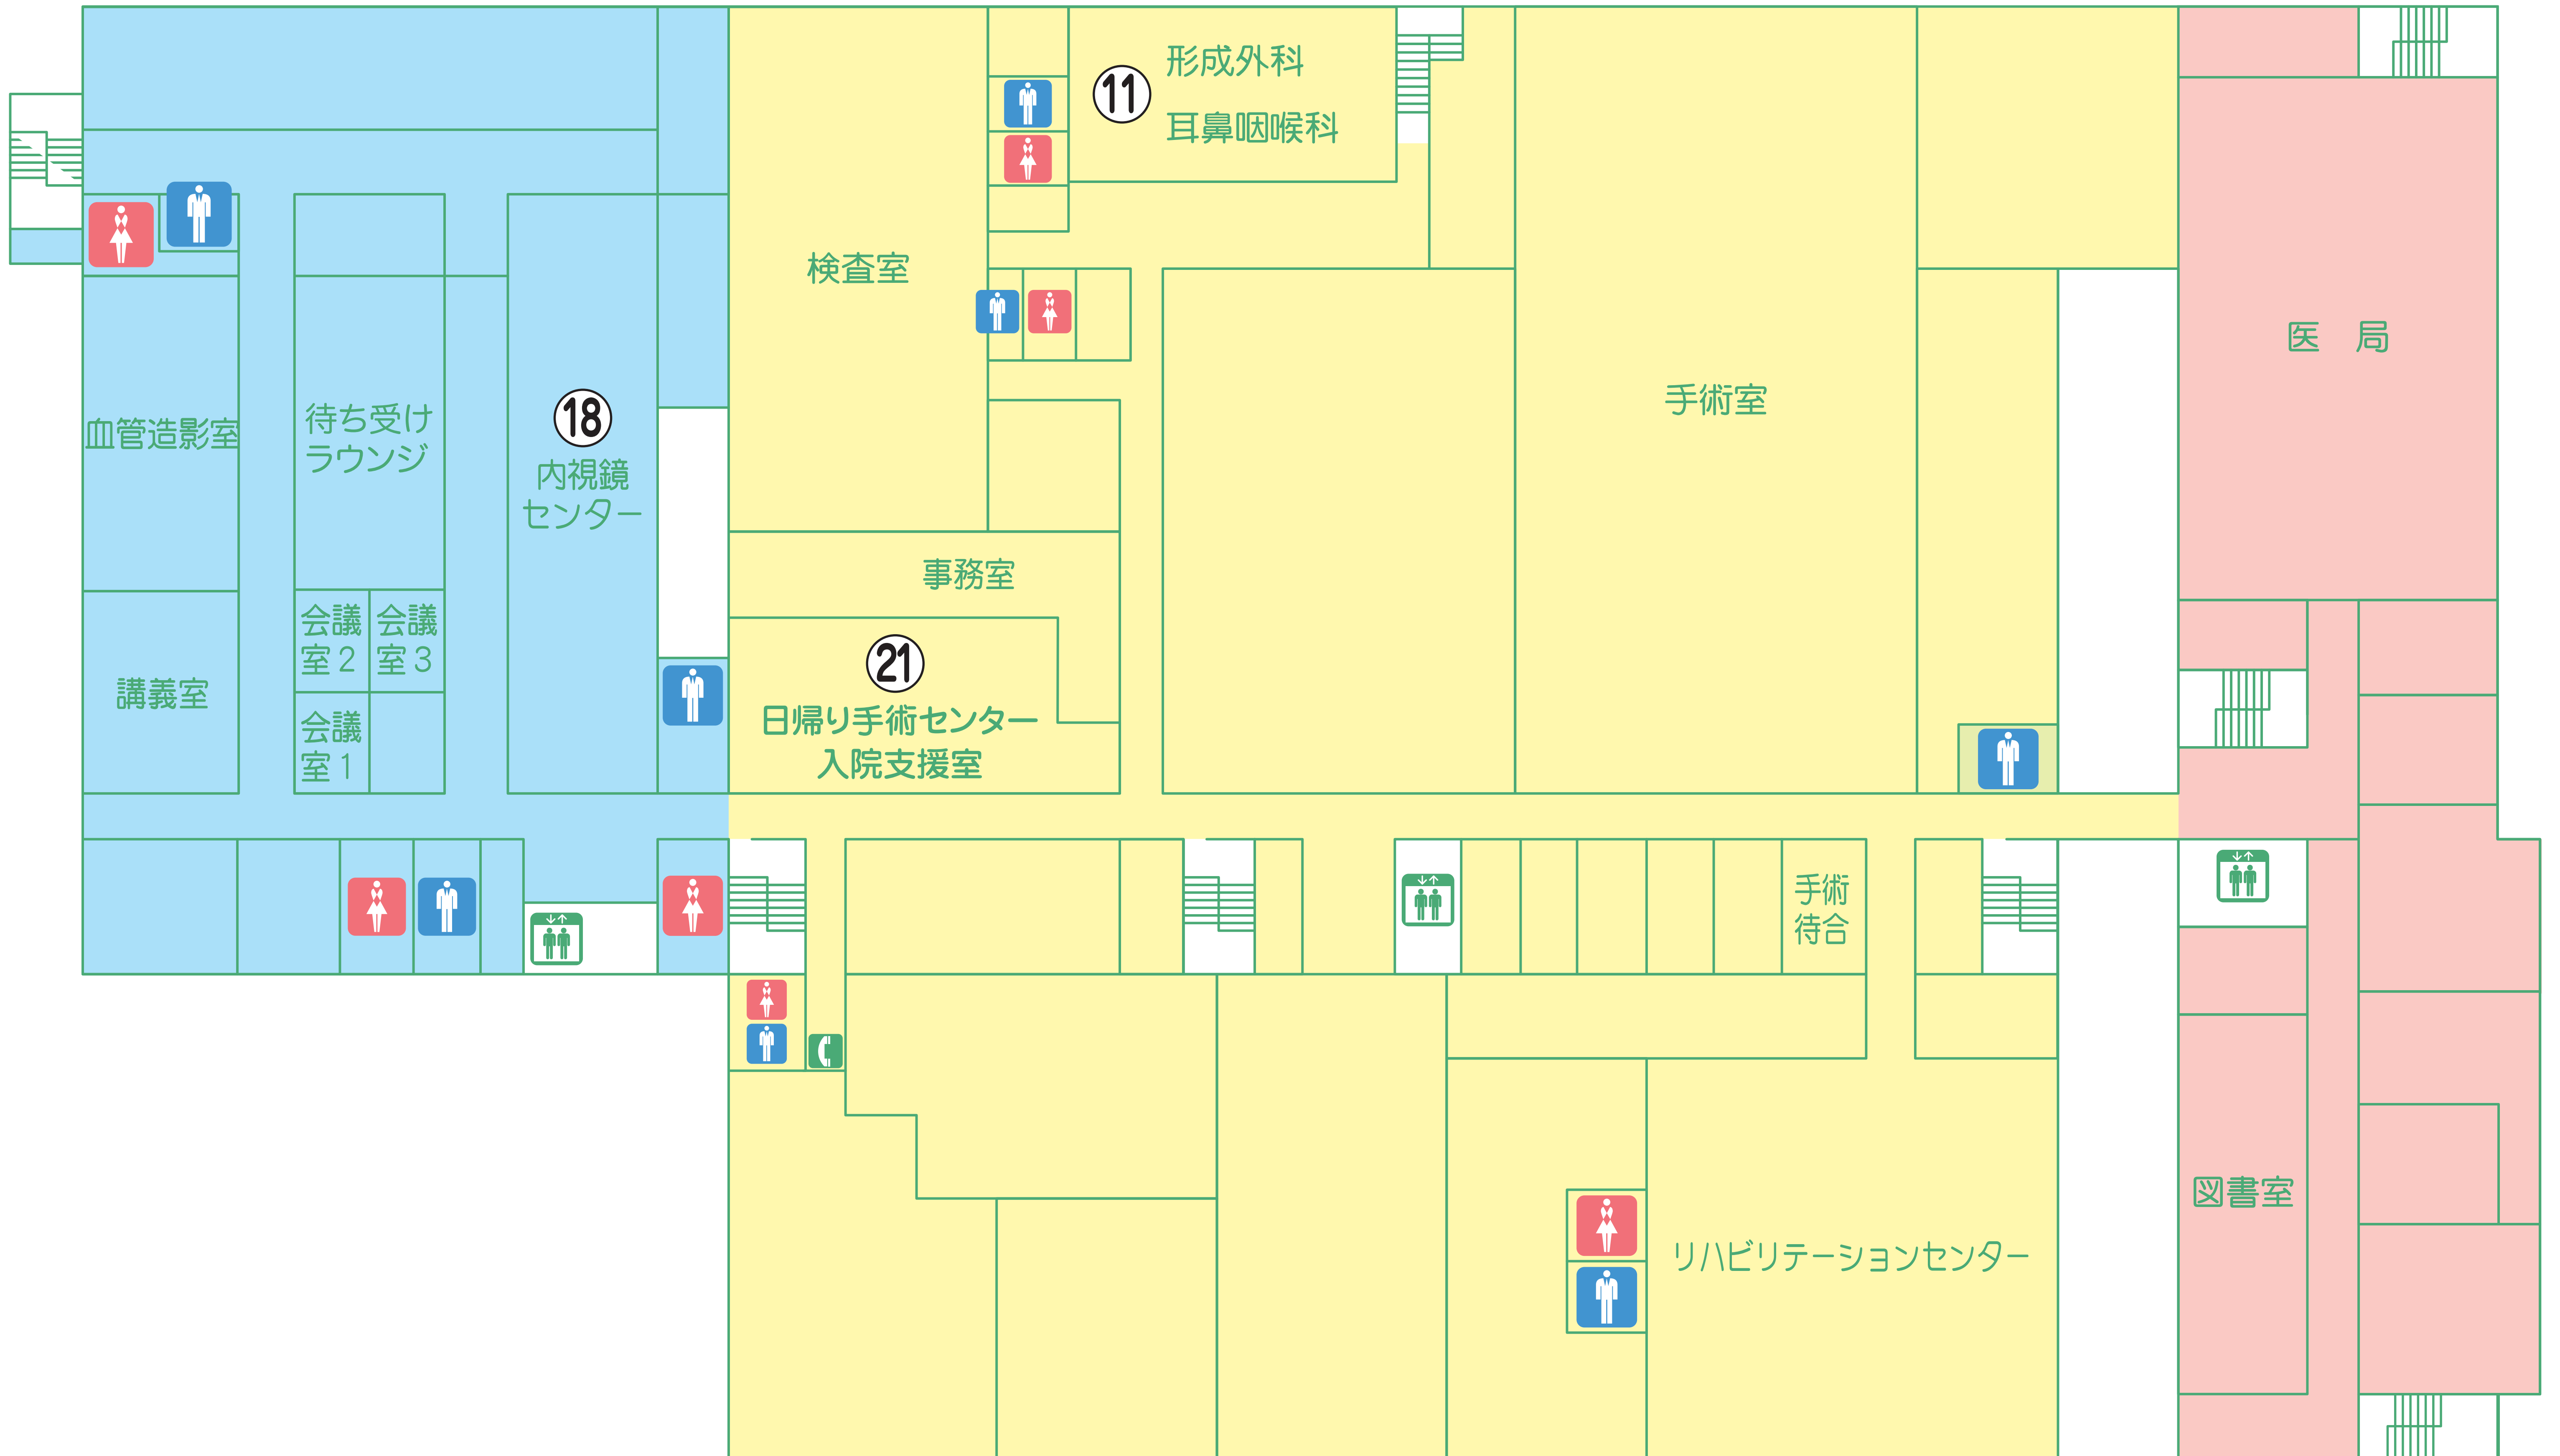 11
形成外科
耳鼻咽喉科
検査室
医 局
手術室
血管造影室
待ち受け
ラウンジ
18
内視鏡
センター
事務室
会議
室2
会議
室3
講義室
会議
室1
21
日帰り手術センター
入院支援室
手術
待合
図書室
リハビリテーションセンター